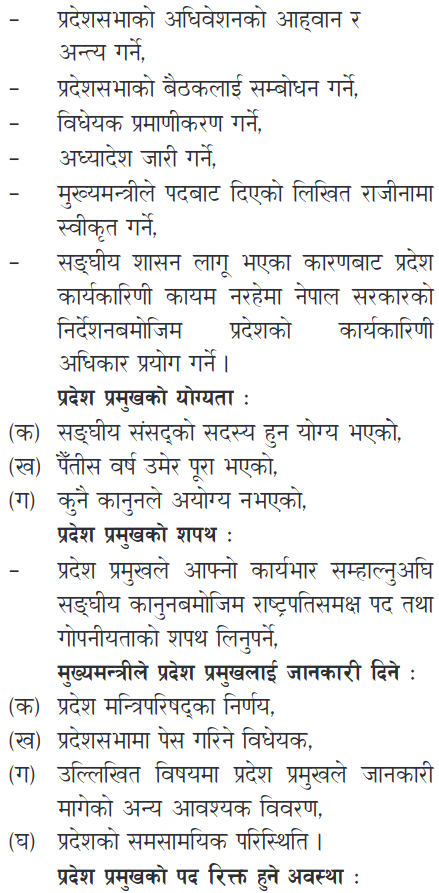 – प्रदेशसभाको अधिवेशनको आह्वान र
अन्त्य गर्ने,
– प्रदेशसभाको बैठकलाई सम्बोधन गर्ने,
– विधेयक प्रमाणीकरण गर्ने,
– अध्यादेश जारी गर्ने,
– मुख्यमन्त्रीले पदबाट दिएको लिखित राजीनामा
स्वीकृत गर्ने,
– सङ्घीय शासन लागू भएका कारणबाट प्रदेश
कार्यकारिणी कायम नरहेमा नेपाल सरकारको
निर्देशनबमोजिम प्रदेशको कार्यकारिणी
अधिकार प्रयोग गर्ने ।
प्रदेश प्रमुखको योग्यता :
(क) सङ्घीय संसद्को सदस्य हुन योग्य भएको,
(ख) पैँतीस वर्ष उमेर पूरा भएको,
(ग) कुनै कानुनले अयोग्य नभएको,
प्रदेश प्रमुखको शपथ :
– प्रदेश प्रमुखले आफ्नो कार्यभार सम्हाल्नुअघि
सङ्घीय कानुनबमोजिम राष्ट्रपतिसमक्ष पद तथा
गोपनीयताको शपथ लिनुपर्ने,
मुख्यमन्त्रीले प्रदेश प्रमुखलाई जानकारी दिने :
(क) प्रदेश मन्त्रिपरिषद्का निर्णय,
(ख) प्रदेशसभामा पेस गरिने विधेयक,
(ग) उल्लिखित विषयमा प्रदेश प्रमुखले जानकारी
मागेको अन्य आवश्यक विवरण,
(घ) प्रदेशको समसामयिक परिस्थिति ।
प्रदेश प्रमुखको पद रिक्त हुने अवस्था :